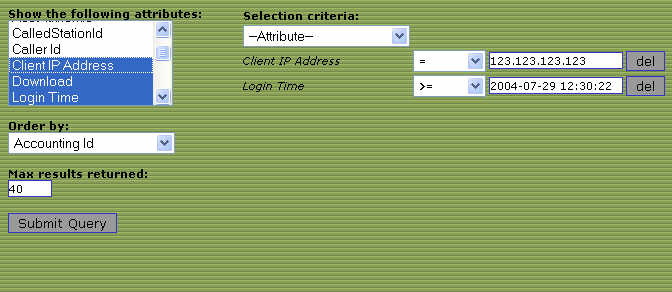 Show the following attributes:
CalledStationId
Caller Id
Client IP Address
Download
Login Time
Order by:
Accounting Id
Max results returned:
40
Submit Query
Selection criteria:
--Attribute--
Client IP Address = 123.123.123.123 del
Login Time >= 2004-07-29 12:30:22 del